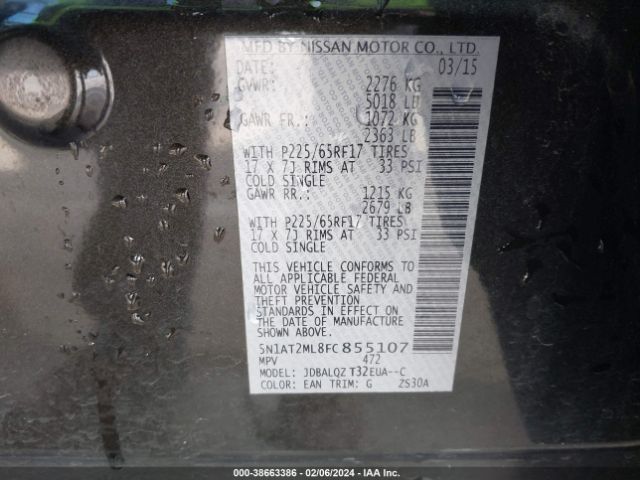 MFD BY NISSAN MOTOR CO., LTD.
DATE: 03/15
GVWR: 2276 KG
5018 LB
GAWR FR.: 1072 KG
2363 LB
WITH P225/65RF17 TIRES
17 X 7J RIMS AT 33 PSI
COLD SINGLE
GAWR RR.: 1215 KG
2679 LB
WITH P225/65RF17 TIRES
17 X 7J RIMS AT 33 PSI
COLD SINGLE
THIS VEHICLE CONFORMS TO
ALL APPLICABLE FEDERAL
MOTOR VEHICLE SAFETY AND
THEFT PREVENTION
STANDARDS IN EFFECT ON
THE DATE OF MANUFACTURE
SHOWN ABOVE.
5N1AT2ML8FC855107
MPV 472
MODEL: JDBALQZ T32EUA--C
COLOR: EAN TRIM: G ZS30A
000-38663386 - 02/06/2024 - IAA Inc.